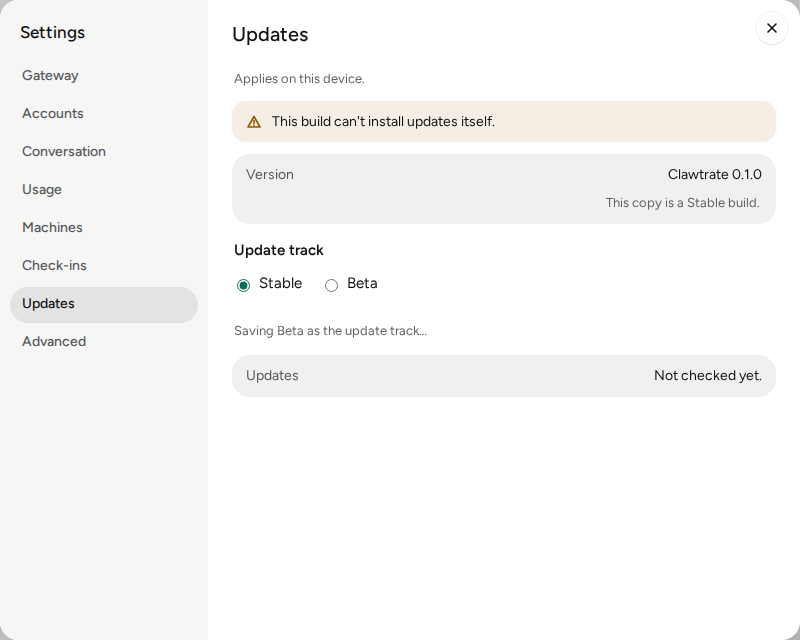 Settings
Gateway
Accounts
Conversation
Usage
Machines
Check-ins
Updates
Advanced
Updates
Applies on this device.
This build can't install updates itself.
Version
Clawtrate 0.1.0
This copy is a Stable build.
Update track
Stable
Beta
Saving Beta as the update track…
Updates
Not checked yet.